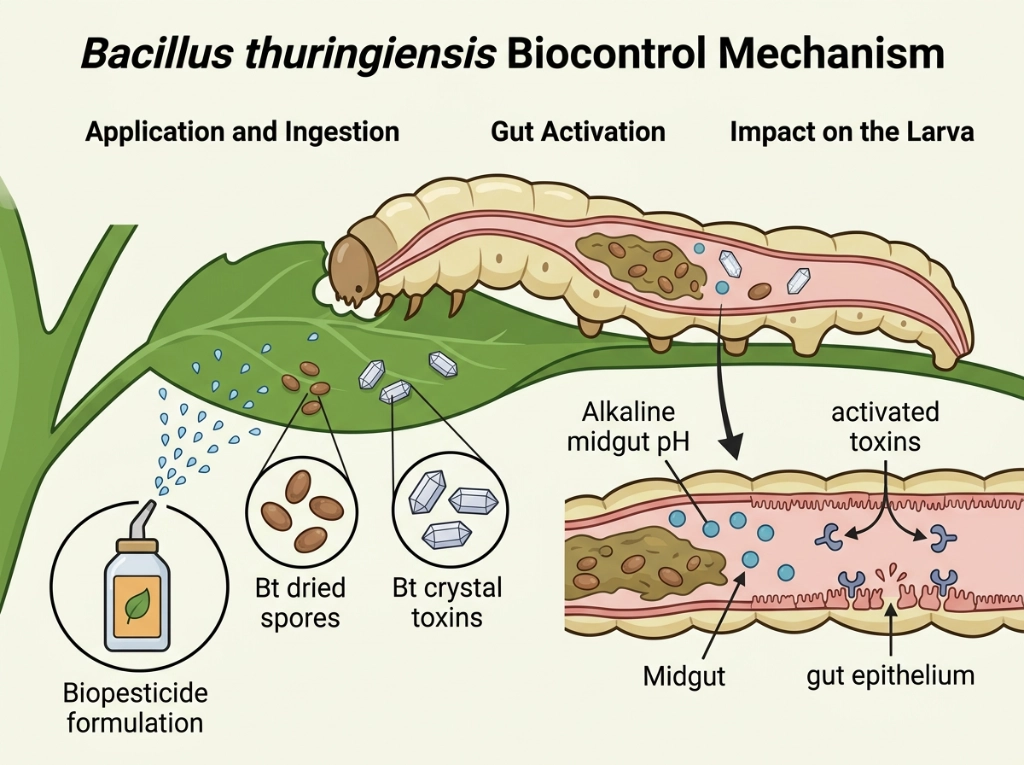 Bacillus thuringiensis Biocontrol Mechanism
Application and Ingestion
Gut Activation
Impact on the Larva
Alkaline
midgut pH
activated
toxins
Bt dried
spores
Bt crystal
toxins
Biopesticide
formulation
Midgut
gut epithelium